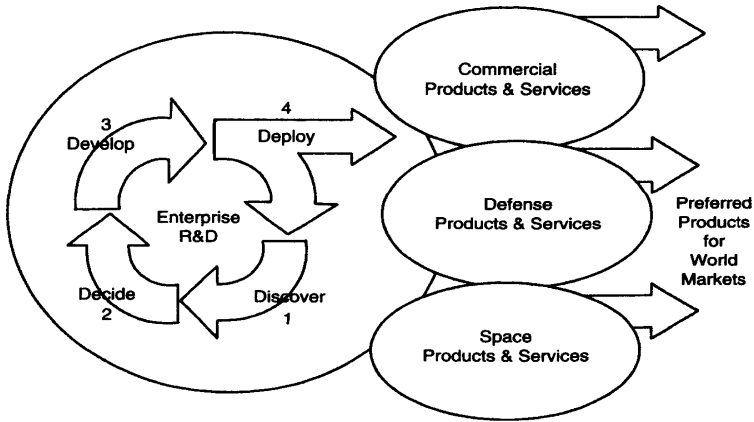 Commercial
Products & Services
3
Develop
4
Deploy
Enterprise
R&D
Defense
Products & Services
Preferred
Products
for
World
Markets
Decide
2
Discover
1
Space
Products & Services